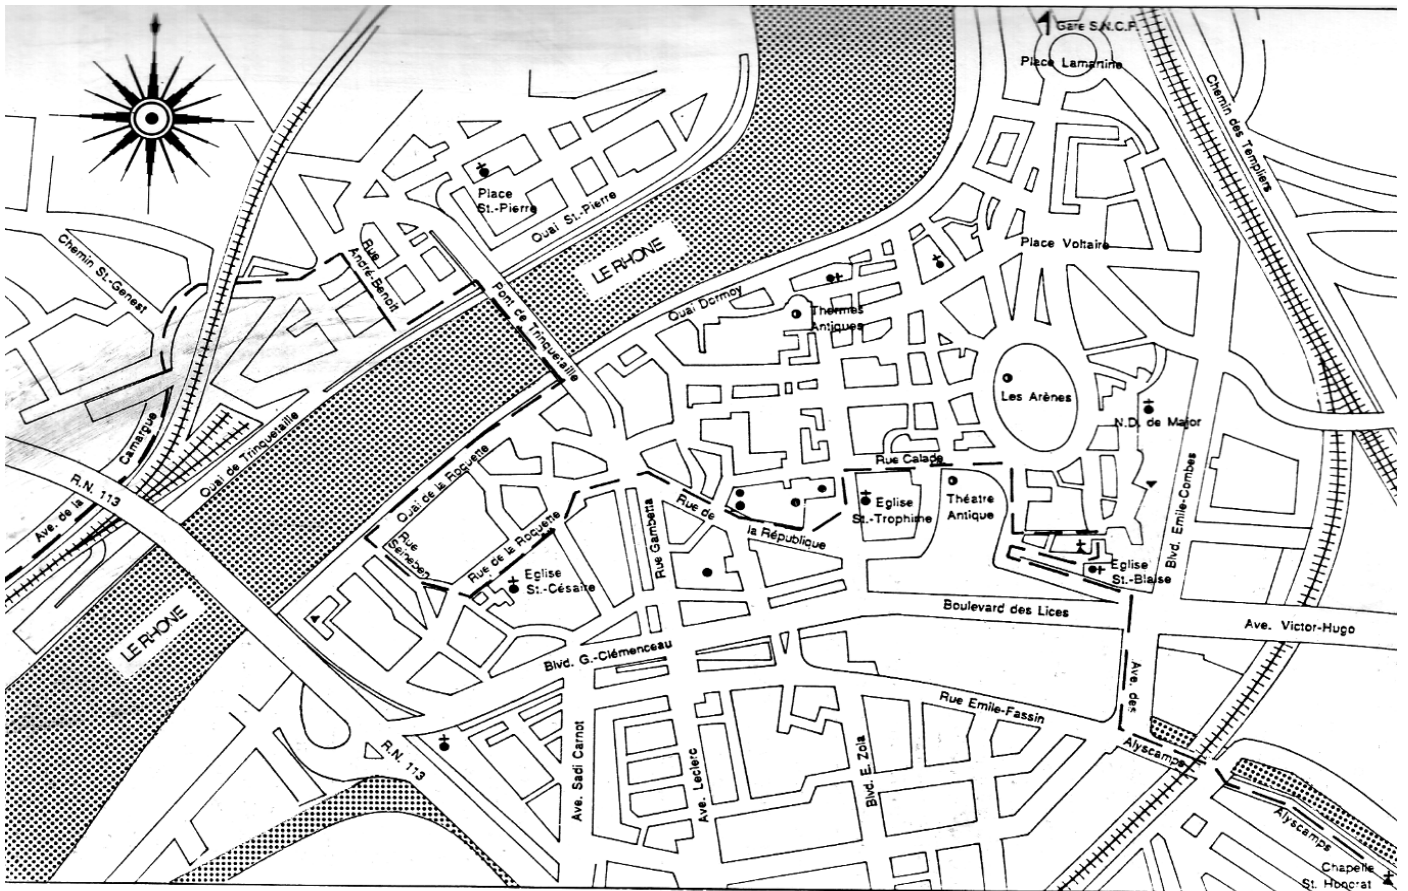 Gare S.N.C.F.
Place Lamartine
Chemin des Templiers
Place
St.-Pierre
Quai St.-Pierre
LE RHONE
Place Voltaire
Chemin St.-Genest
Rue
André-Benoit
Pont de Trinquetaille
Quai Dormoy
Thermes
Antiques
Les Arènes
N.D. de Major
Camargue
Ave. de la
Quai de Trinquetaille
R.N. 113
Quai de la Roquette
Rue Calade
Eglise
St.-Trophime
Théatre
Antique
Rue de
la République
Rue Gambetta
Rue de la Roquette
Rue
Eglise
St.-Césaire
Blvd. Emile-Combes
Eglise
St.-Blaise
LE RHONE
Boulevard des Lices
Ave. Victor-Hugo
Blvd. G.-Clémenceau
Ave. des
Alyscamps
Rue Emile-Fassin
R.N. 113
Ave. Sadi Carnot
Ave. Leclerc
Blvd. E. Zola
Alyscamps
Chapelle
St. Honorat